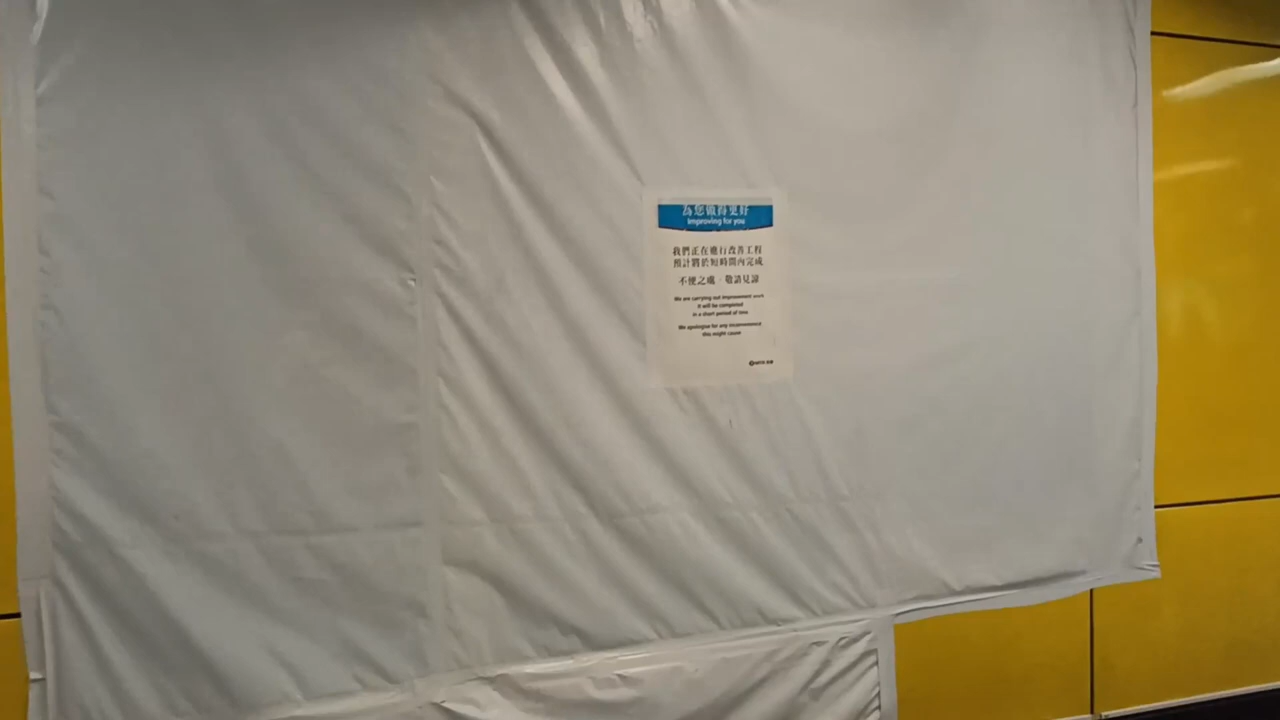 為您做得更好
Improving for you
我們正在進行改善工程
預計將於短時間內完成
不便之處，敬請見諒
We are carrying out improvement work
It will be completed
in a short period of time
We apologise for any inconvenience
this might cause
MTR 港鐵